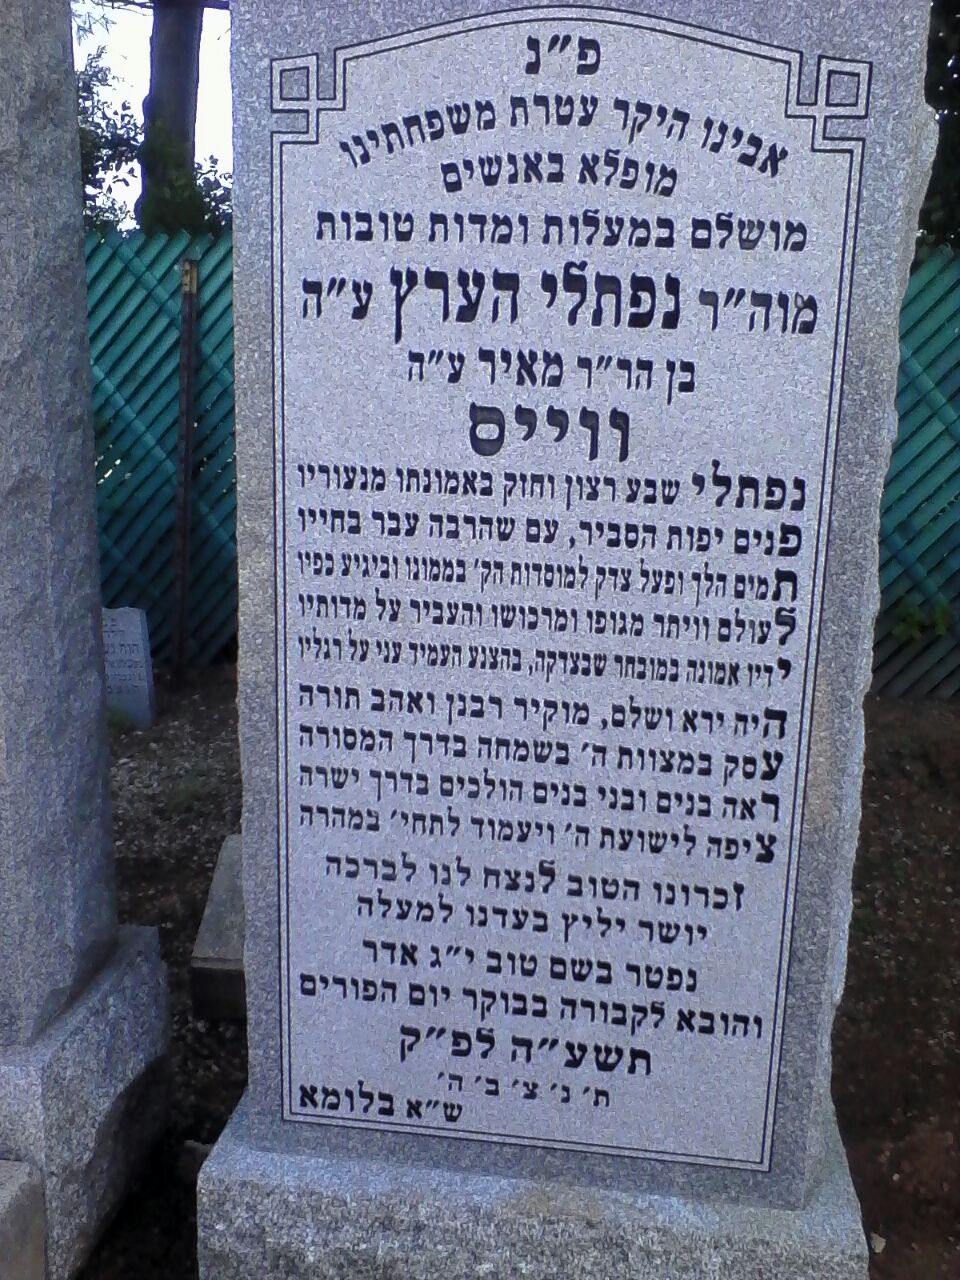 פ״נ
אבינו היקר עטרת משפחתינו
מופלא באנשים
מושלם במעלות ומדות טובות
מוה״ר נפתלי הערץ ע״ה
בן הר״ר מאיר ע״ה
ווייס
נפתלי שבע רצון וחזק באמונתו מנעוריו
פנים יפות הסביר, עם שהרבה עבר בחייו
תמים הלך ופעל צדק למוסדות הק׳ בממונו וביגיע כפיו
לעולם וויתר מגופו ומרכושו והעביר על מדותיו
ידיו אמונה במובחר שבצדקה, בהצנע העמיד עני על רגליו
היה ירא ושלם, מוקיר רבנן ואהב תורה
עסק במצוות ה׳ בשמחה בדרך המסורה
ראה בנים ובני בנים הולכים בדרך ישרה
ציפה לישועת ה׳ ויעמוד לתחי׳ במהרה
זכרונו הטוב לנצח לנו לברכה
יושר יליץ בעדנו למעלה
נפטר בשם טוב י״ג אדר
והובא לקבורה בבוקר יום הפורים
תשע״ה לפ״ק
ת׳ נ׳ צ׳ ב׳ ה׳
ש״א בלומא